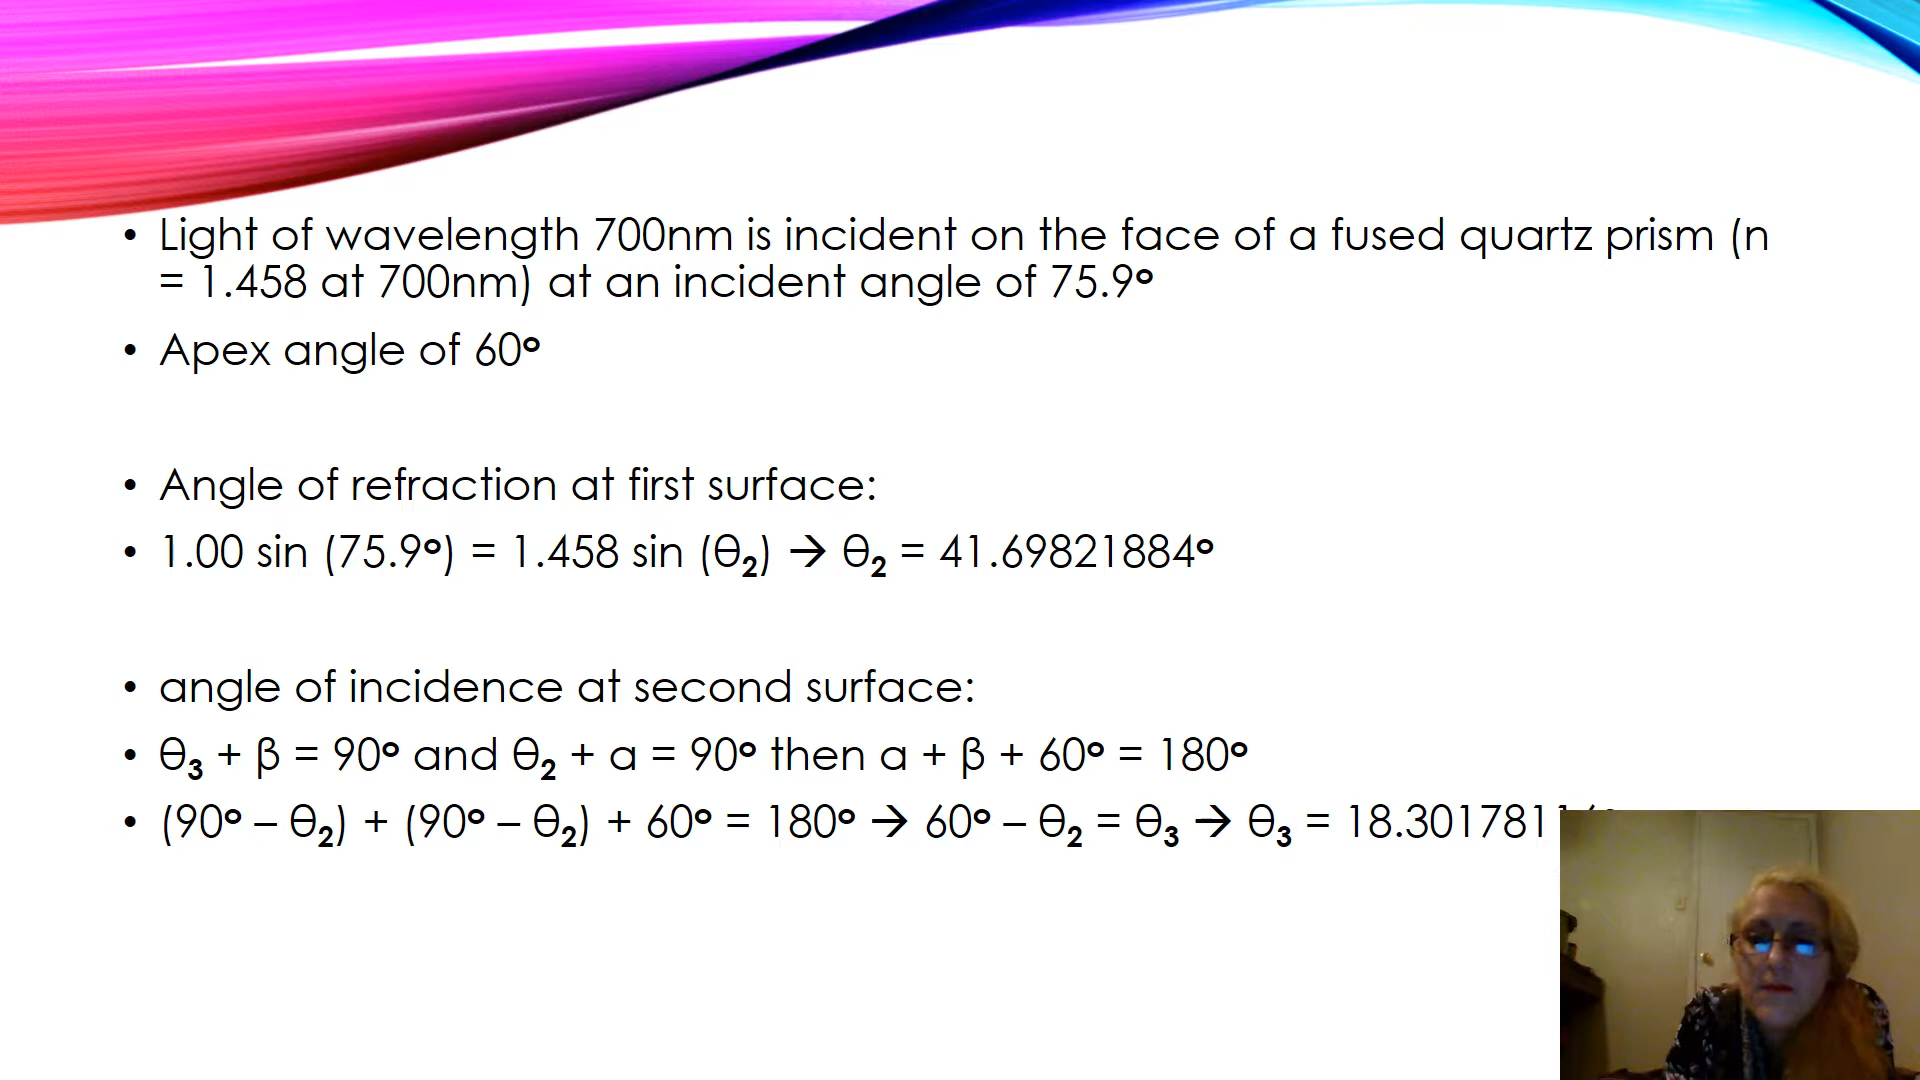 • Light of wavelength 700nm is incident on the face of a fused quartz prism (n
= 1.458 at 700nm) at an incident angle of 75.9°
• Apex angle of 60°
• Angle of refraction at first surface:
• 1.00 sin (75.9°) = 1.458 sin (θ₂) → θ₂ = 41.69821884°
• angle of incidence at second surface:
• θ₃ + β = 90° and θ₂ + α = 90° then α + β + 60° = 180°
• (90° – θ₂) + (90° – θ₂) + 60° = 180° → 60° – θ₂ = θ₃ → θ₃ =